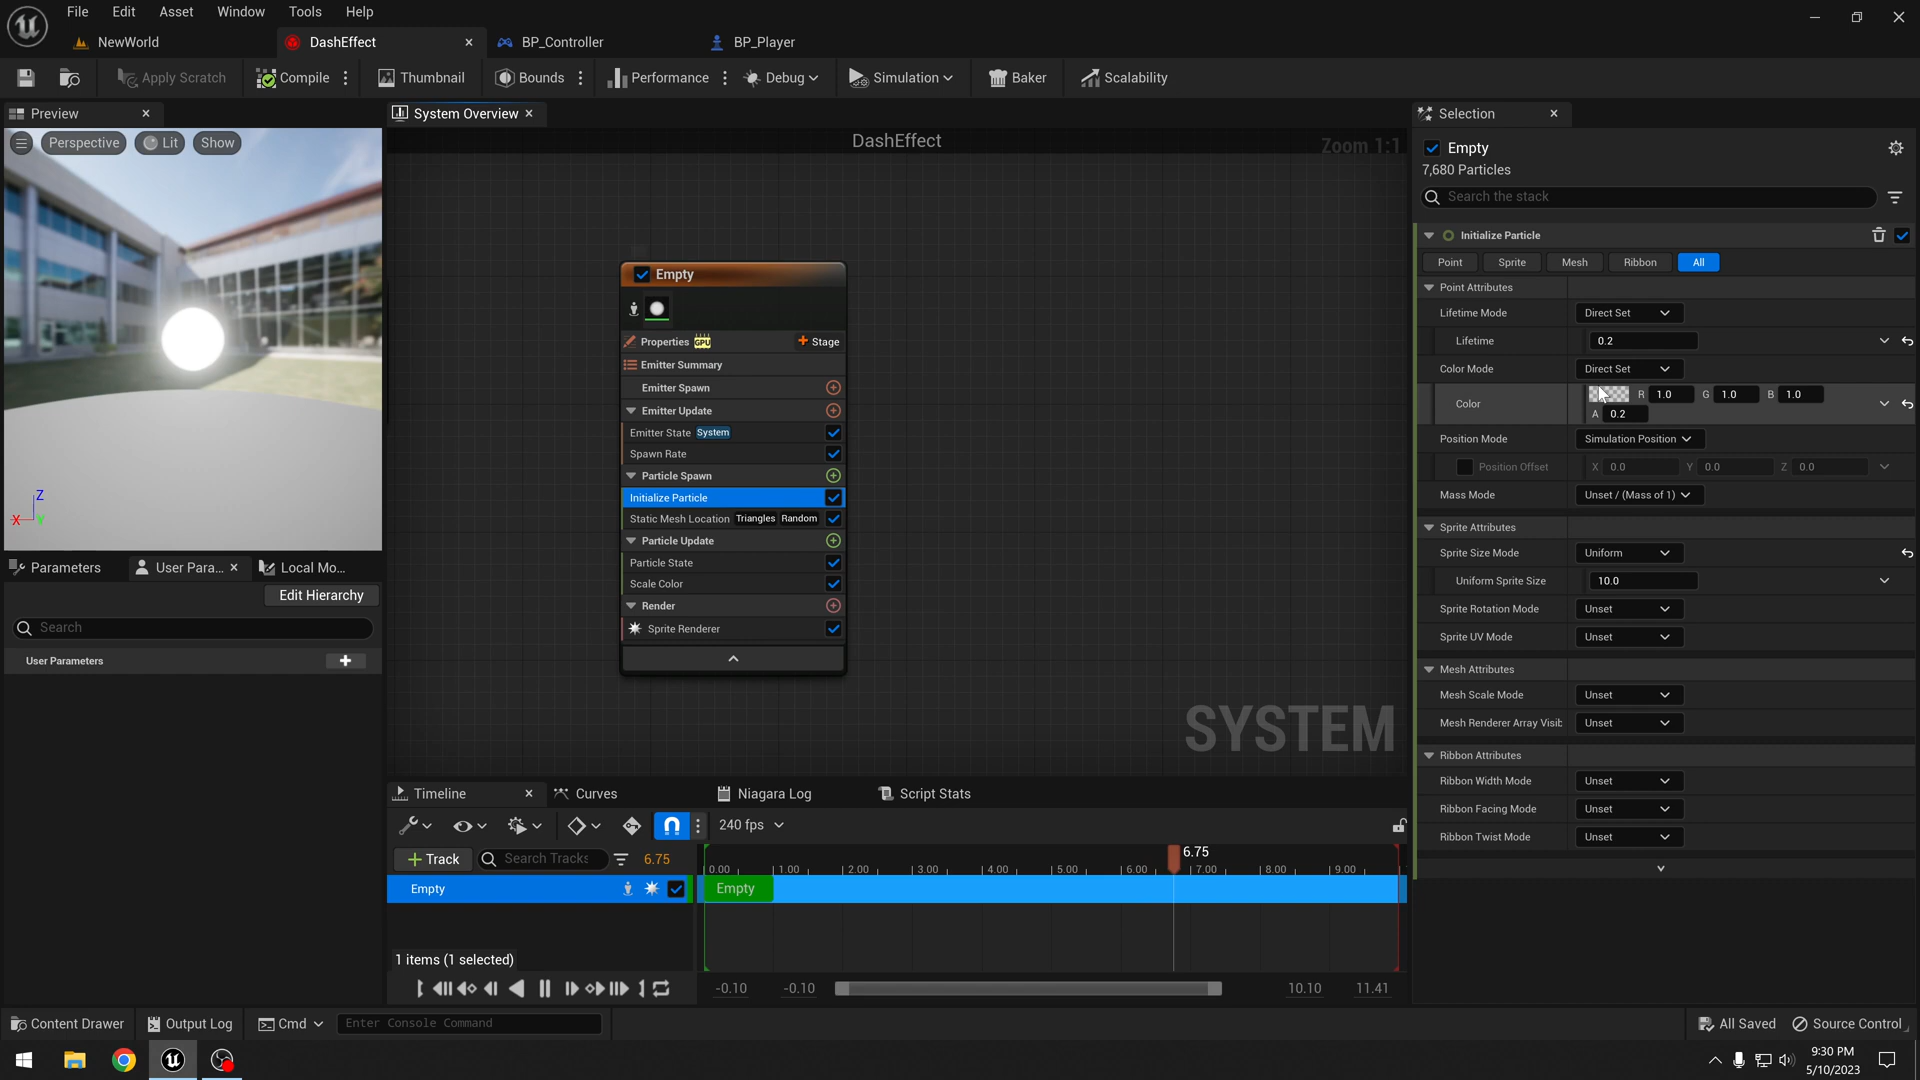 File Edit Asset Window Tools Help
NewWorld DashEffect BP_Controller BP_Player
Apply Scratch Compile Thumbnail Bounds Performance Debug Simulation Baker Scalability
Preview System Overview Selection
Perspective Lit Show
DashEffect
Zoom 1:1
Empty
7,680 Particles
Search the stack
Initialize Particle
Point Sprite Mesh Ribbon All
Point Attributes
Lifetime Mode Direct Set
Lifetime 0.2
Color Mode Direct Set
Color R 1.0 G 1.0 B 1.0
A 0.2
Position Mode Simulation Position
Position Offset X 0.0 Y 0.0 Z 0.0
Mass Mode Unset / (Mass of 1)
Sprite Attributes
Sprite Size Mode Uniform
Uniform Sprite Size 10.0
Sprite Rotation Mode Unset
Sprite UV Mode Unset
Mesh Attributes
Mesh Scale Mode Unset
Mesh Renderer Array Visib Unset
Ribbon Attributes
Ribbon Width Mode Unset
Ribbon Facing Mode Unset
Ribbon Twist Mode Unset
Empty
Properties GPU Stage
Emitter Summary
Emitter Spawn
Emitter Update
Emitter State System
Spawn Rate
Particle Spawn
Initialize Particle
Static Mesh Location Triangles Random
Particle Update
Particle State
Scale Color
Render
Sprite Renderer
SYSTEM
Z
X Y
Parameters User Para... Local Mo...
Edit Hierarchy
Search
User Parameters
Timeline Curves Niagara Log Script Stats
240 fps
Track Search Tracks 6.75
6.75
0.00 1.00 2.00 3.00 4.00 5.00 6.00 7.00 8.00 9.00
Empty Empty
1 items (1 selected)
-0.10 -0.10 10.10 11.41
Content Drawer Output Log Cmd Enter Console Command All Saved Source Control
9:30 PM
5/10/2023